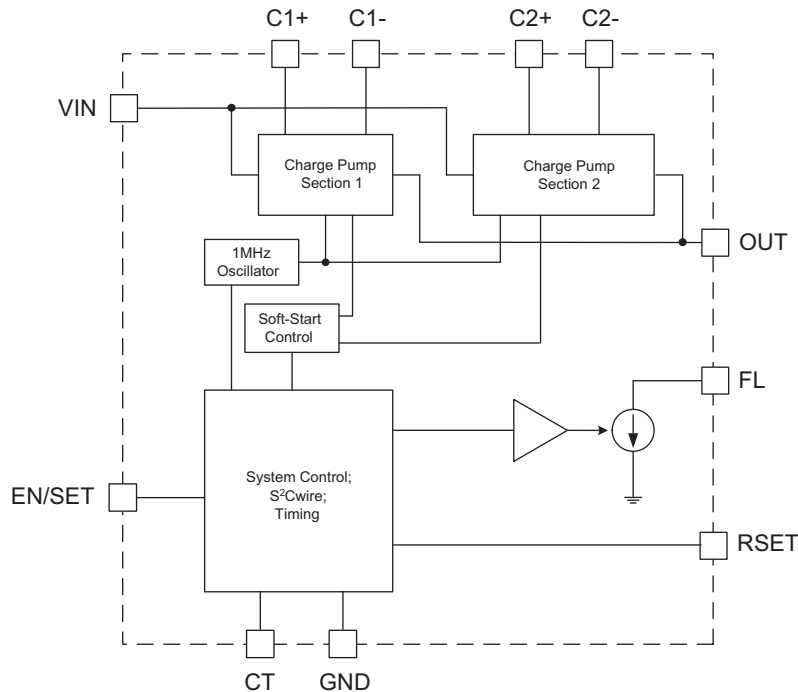 C1+ C1- C2+ C2-
VIN
Charge Pump
Section 1
Charge Pump
Section 2
OUT
1MHz
Oscillator
Soft-Start
Control
FL
System Control;
S²Cwire;
Timing
EN/SET
RSET
CT GND